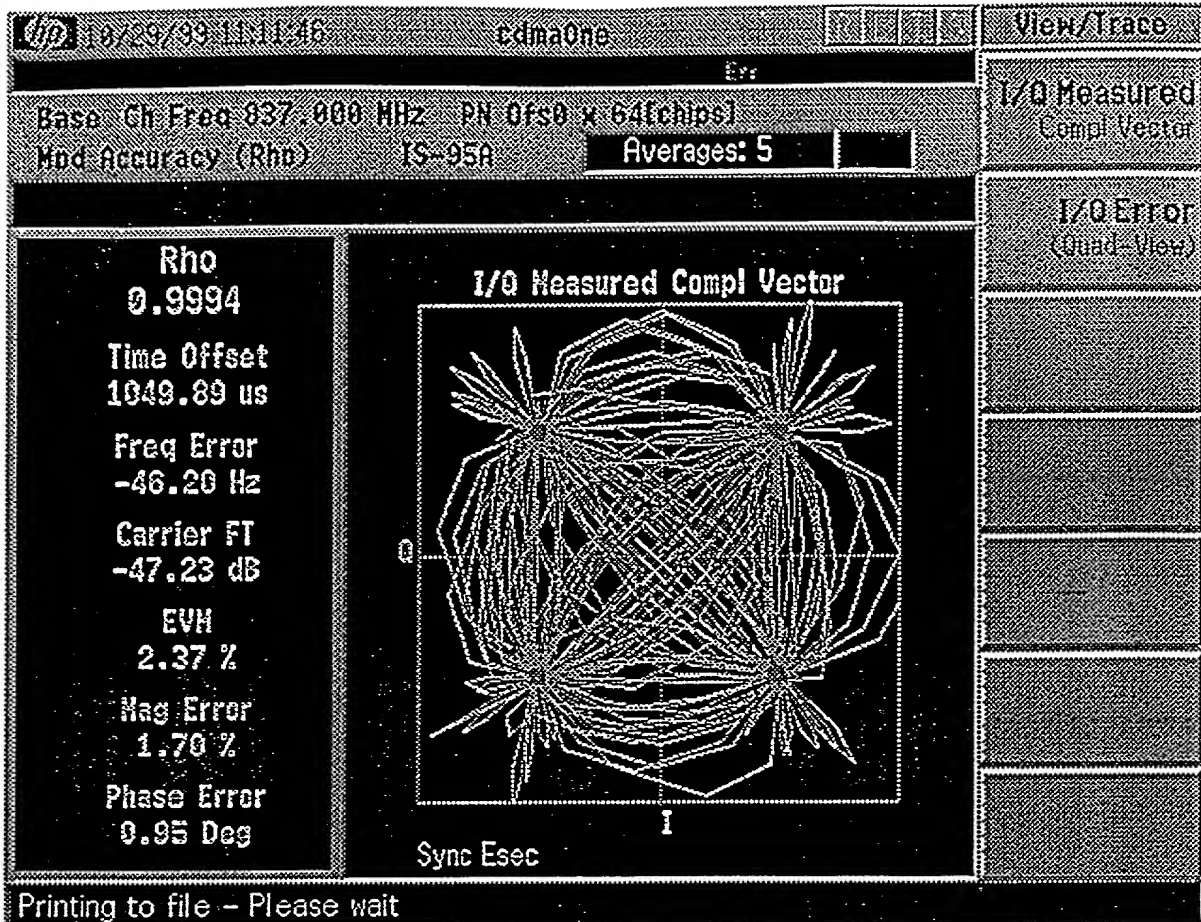 hp 10/29/99 11:11:46 cdmaOne
View/Trace
Err
Base Ch Freq 837.000 MHz PN Ofs0 x 64[chips]
Mod Accuracy (Rho) IS-95A Averages: 5
I/Q Measured
Compl Vector
I/Q Error
(Quad-View)
Rho
0.9994
Time Offset
1049.89 us
Freq Error
-46.20 Hz
Carrier FT
-47.23 dB
EVM
2.37 %
Mag Error
1.70 %
Phase Error
0.95 Deg
I/Q Measured Compl Vector
Q
I
Sync Esec
Printing to file – Please wait